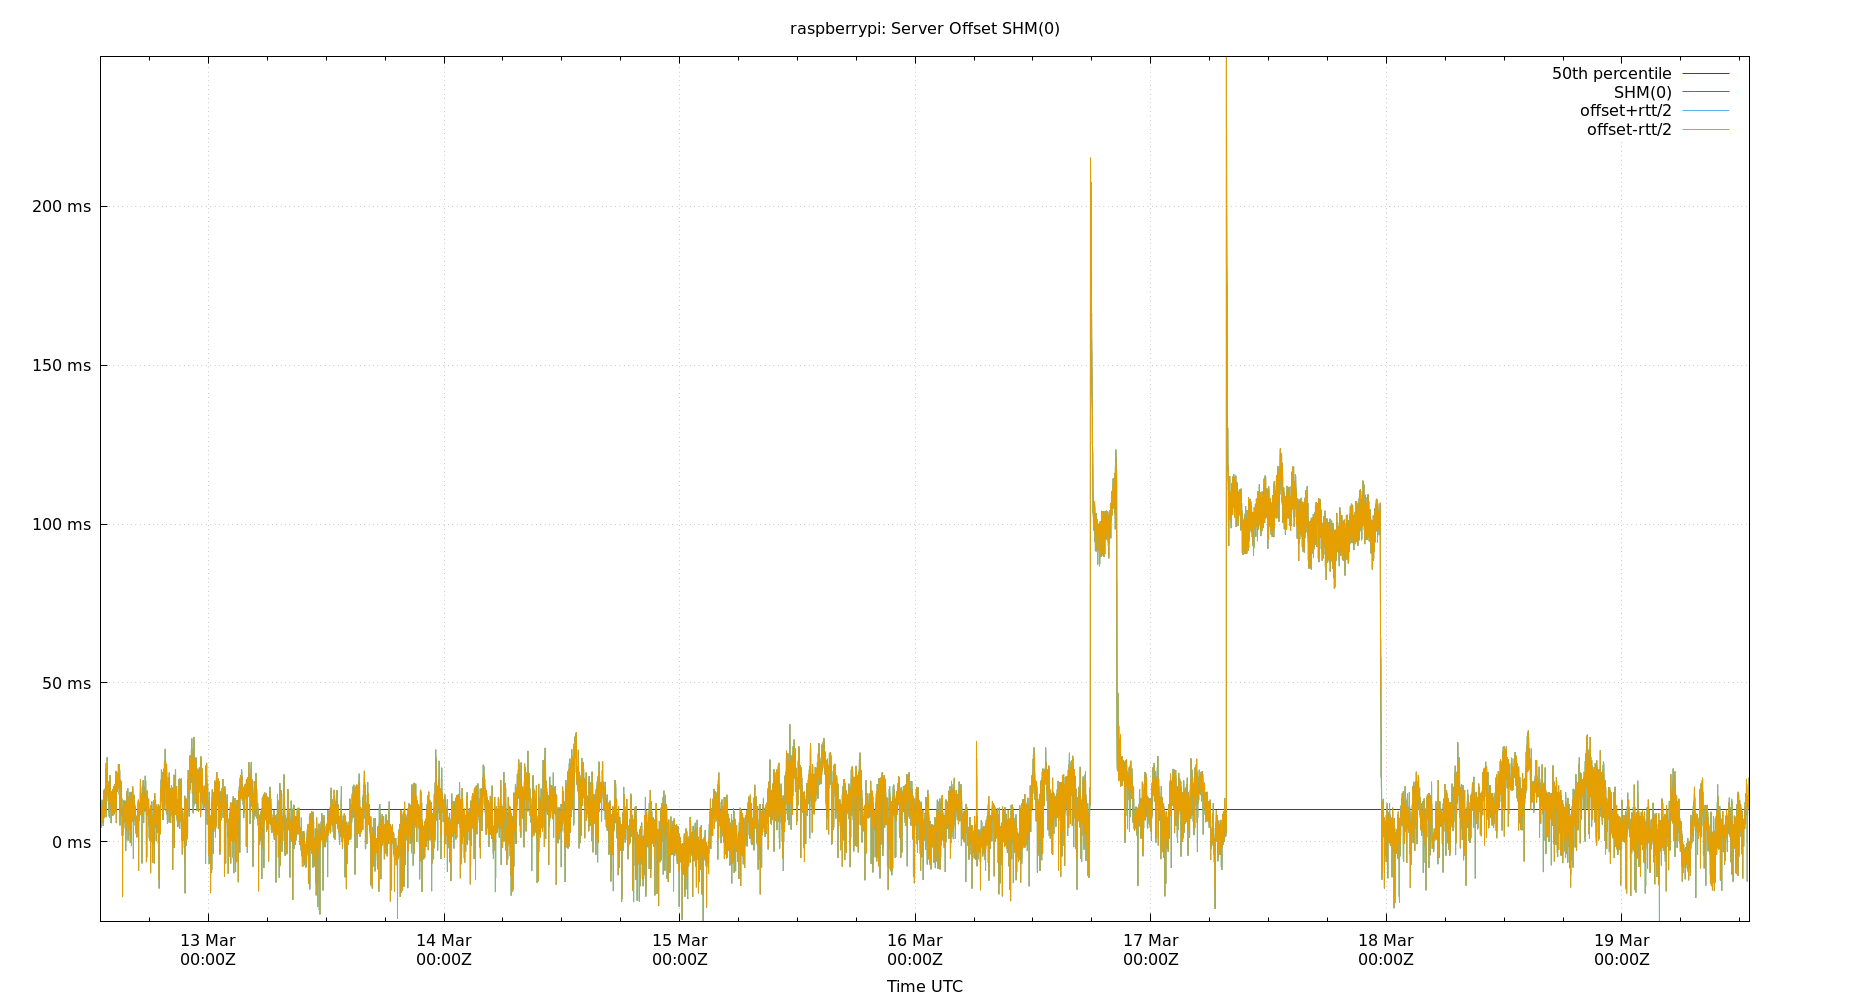 raspberrypi: Server Offset SHM(0)
50th percentile
SHM(0)
offset+rtt/2
offset-rtt/2
200 ms
150 ms
100 ms
50 ms
0 ms
13 Mar 14 Mar 15 Mar 16 Mar 17 Mar 18 Mar 19 Mar
00:00Z 00:00Z 00:00Z 00:00Z 00:00Z 00:00Z 00:00Z
Time UTC